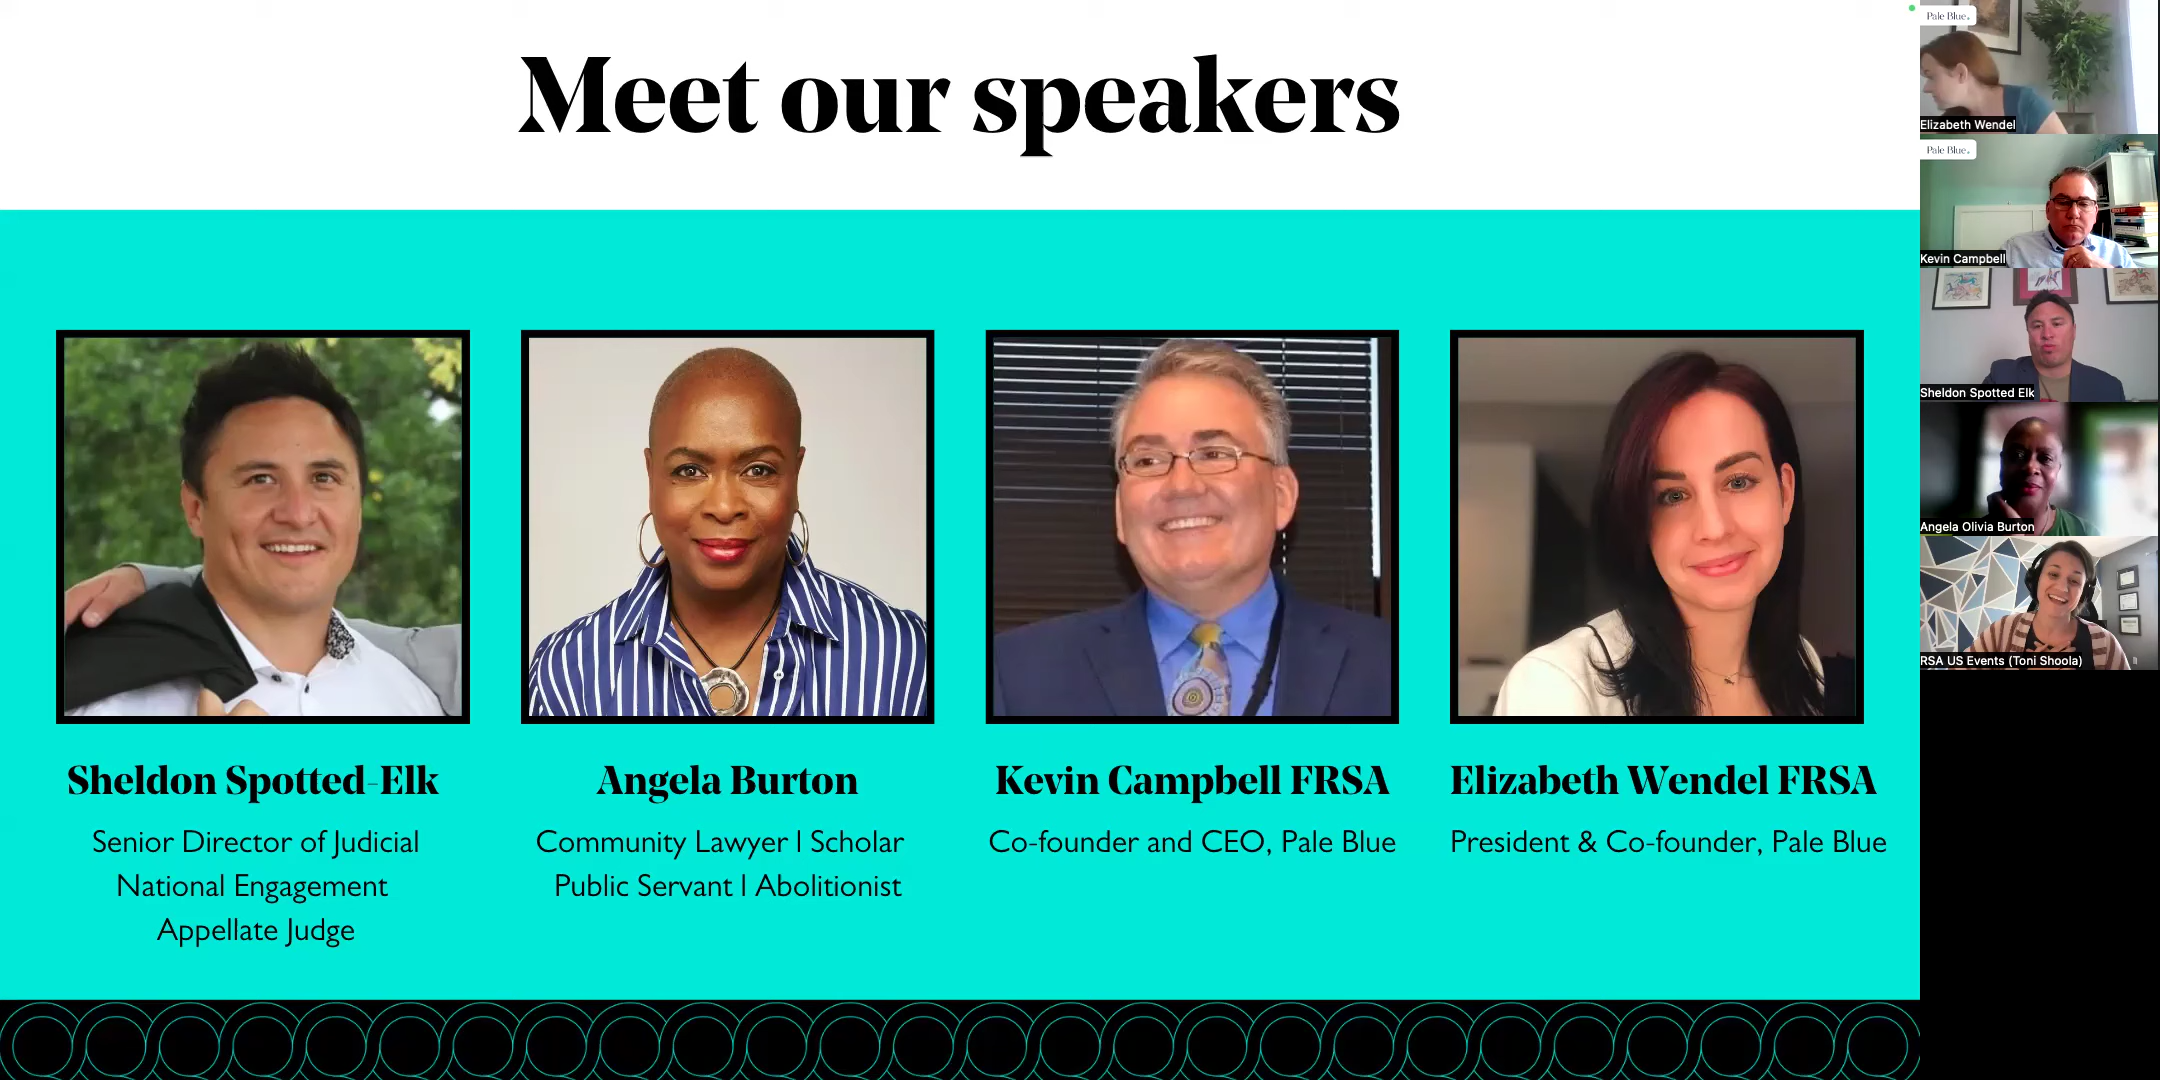 Meet our speakers
Sheldon Spotted-Elk
Senior Director of Judicial
National Engagement
Appellate Judge
Angela Burton
Community Lawyer | Scholar
Public Servant | Abolitionist
Kevin Campbell FRSA
Co-founder and CEO, Pale Blue
Elizabeth Wendel FRSA
President & Co-founder, Pale Blue
Pale Blue.
Elizabeth Wendel
Pale Blue.
Kevin Campbell
Sheldon Spotted Elk
Angela Olivia Burton
RSA US Events (Toni Shoola)